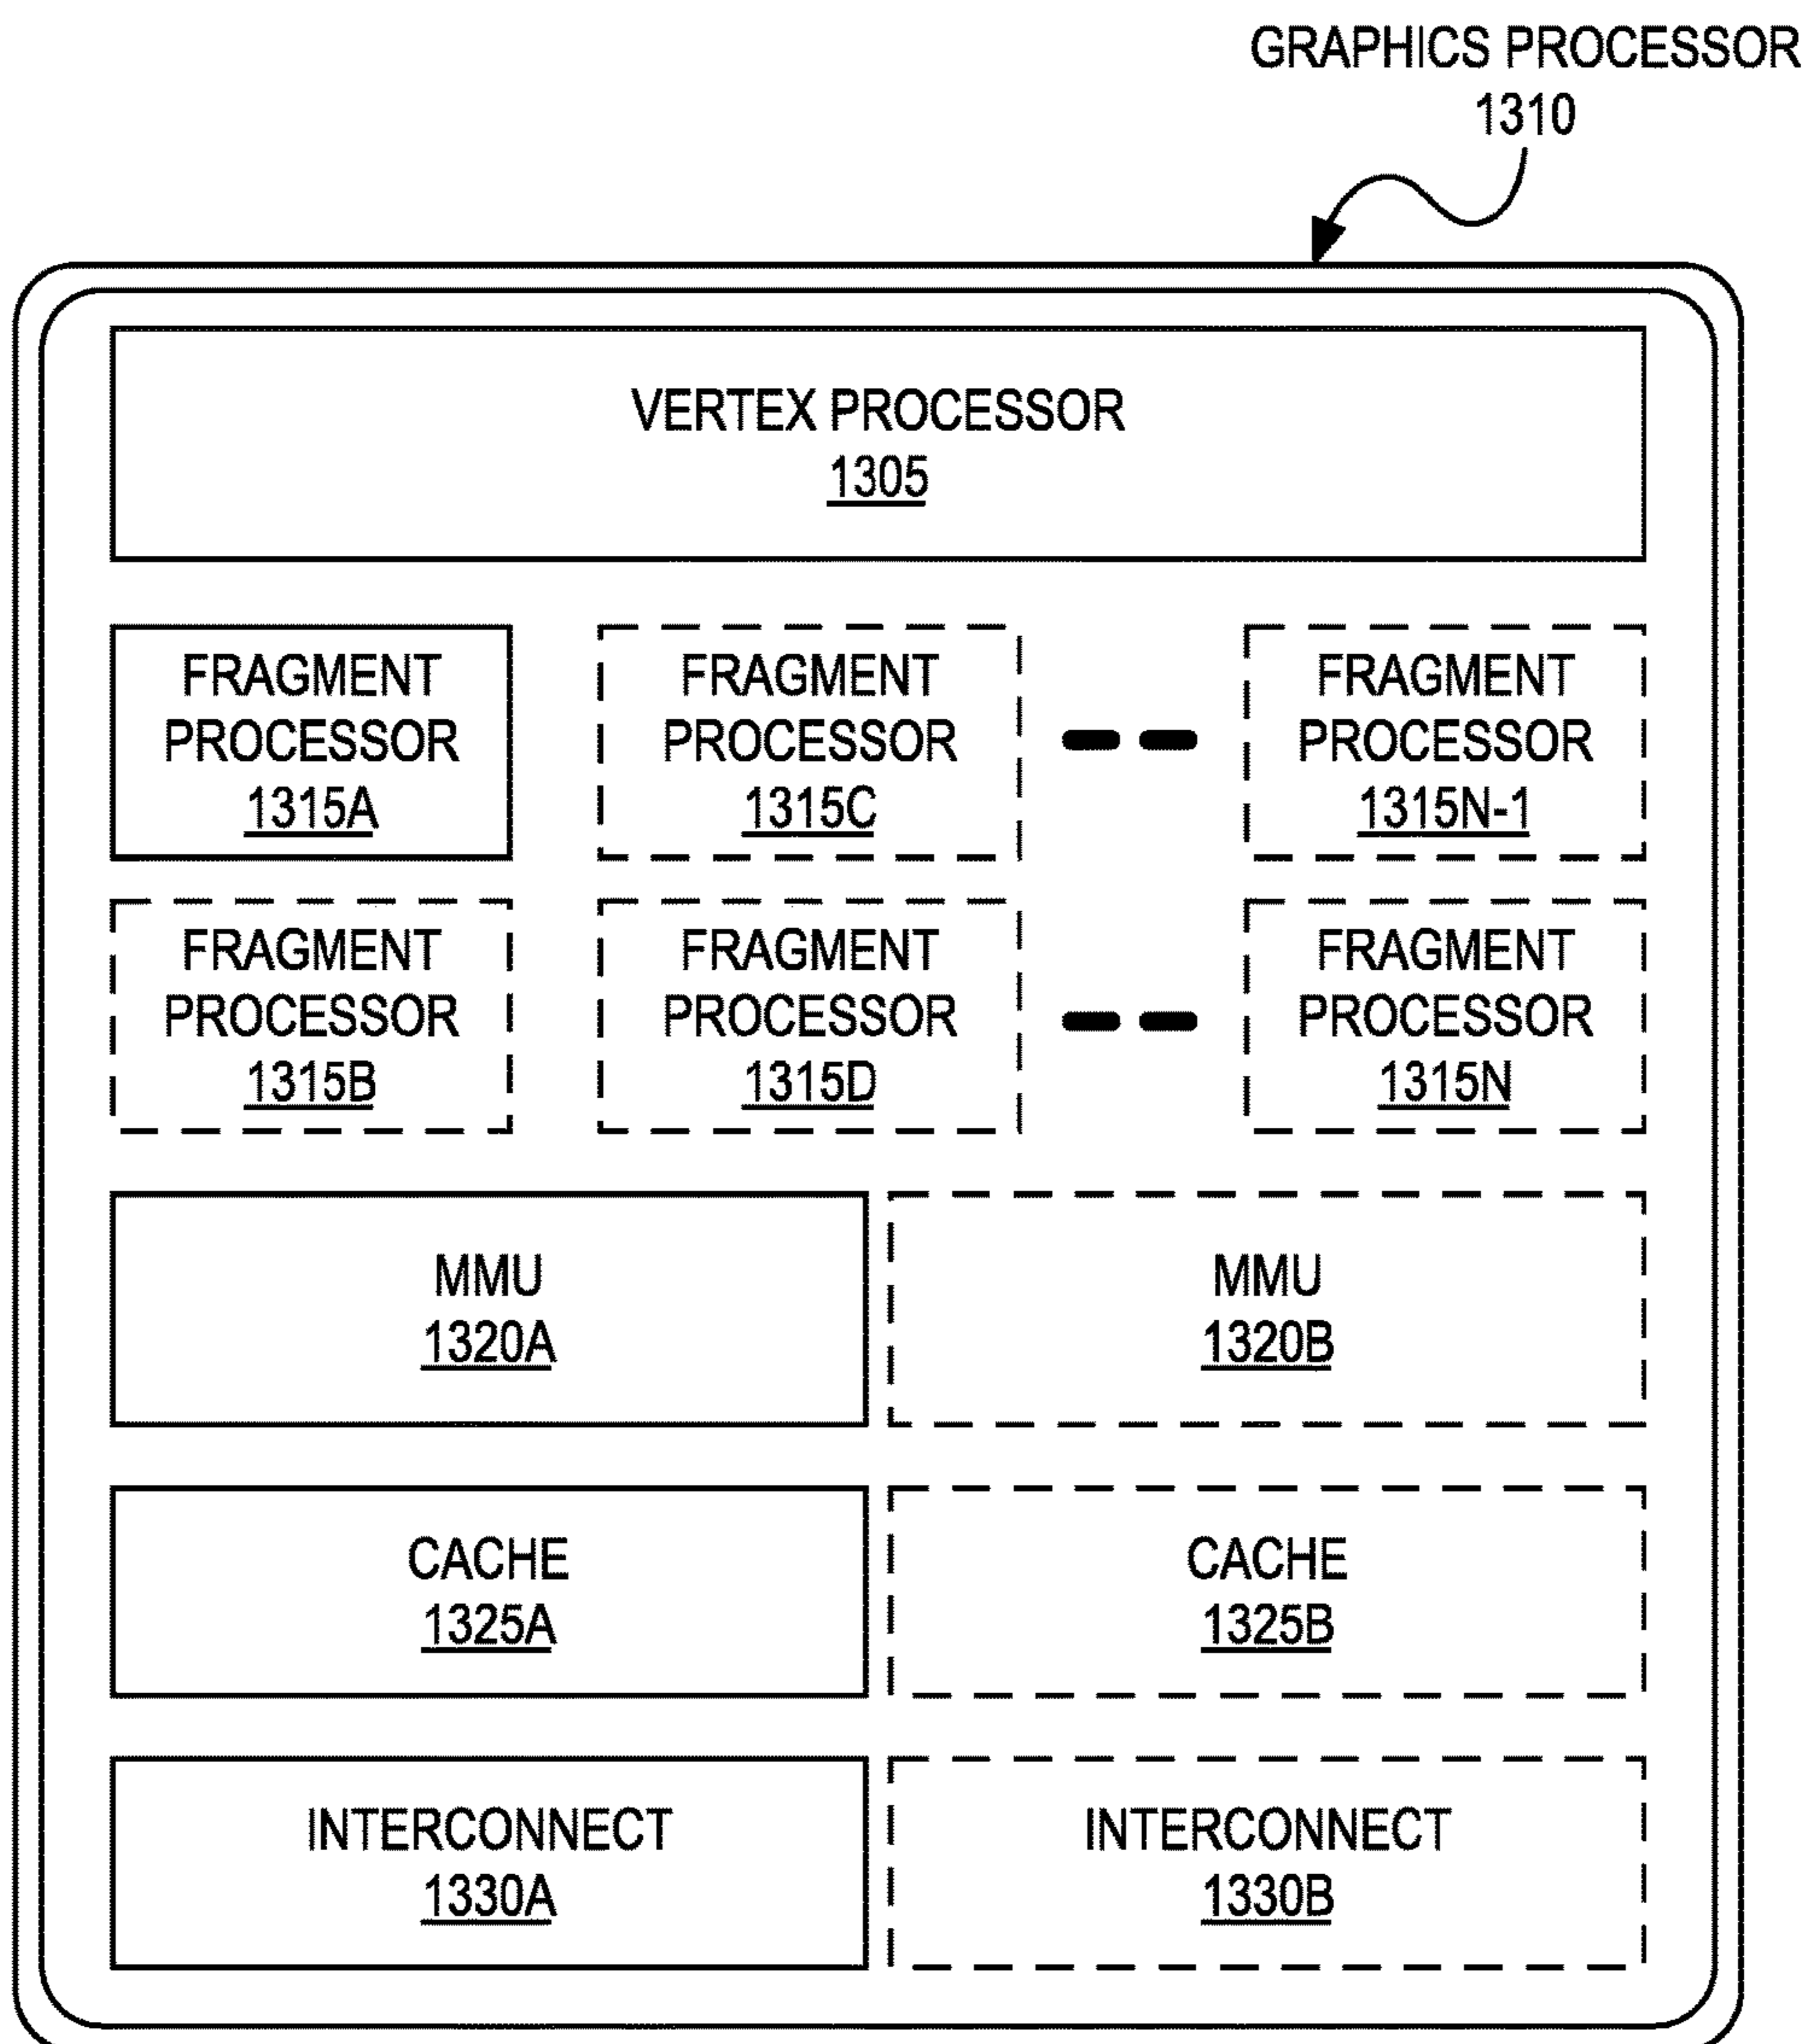 GRAPHICS PROCESSOR
1310
VERTEX PROCESSOR
1305
FRAGMENT
PROCESSOR
1315A
FRAGMENT
PROCESSOR
1315C
FRAGMENT
PROCESSOR
1315N-1
FRAGMENT
PROCESSOR
1315B
FRAGMENT
PROCESSOR
1315D
FRAGMENT
PROCESSOR
1315N
MMU
1320A
MMU
1320B
CACHE
1325A
CACHE
1325B
INTERCONNECT
1330A
INTERCONNECT
1330B